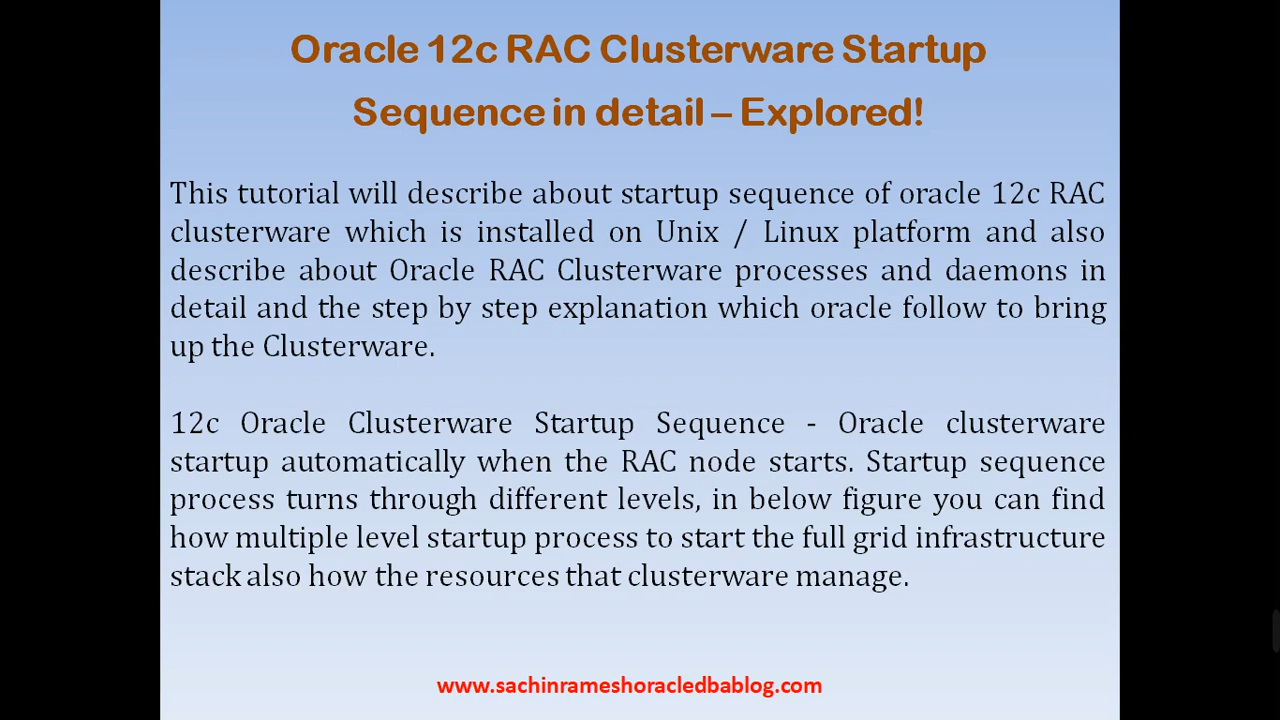 Oracle 12c RAC Clusterware Startup
Sequence in detail – Explored!
This tutorial will describe about startup sequence of oracle 12c RAC
clusterware which is installed on Unix / Linux platform and also
describe about Oracle RAC Clusterware processes and daemons in
detail and the step by step explanation which oracle follow to bring
up the Clusterware.
12c Oracle Clusterware Startup Sequence - Oracle clusterware
startup automatically when the RAC node starts. Startup sequence
process turns through different levels, in below figure you can find
how multiple level startup process to start the full grid infrastructure
stack also how the resources that clusterware manage.
www.sachinrameshoracledbablog.com